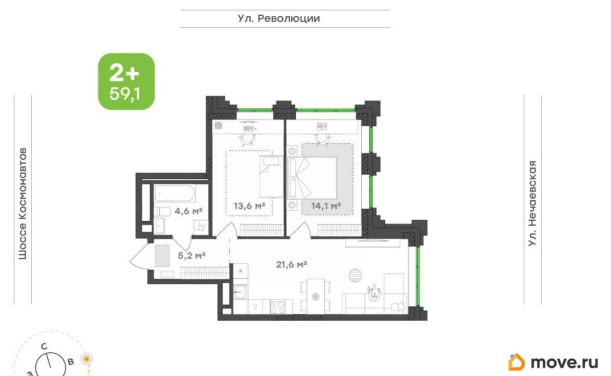 Ул. Революции
2+
59,1
Шоссе Космонавтов
Ул. Нечаевская
4,6 м²
13,6 м²
14,1 м²
5,2 м²
21,6 м²
С
В
З
move.ru